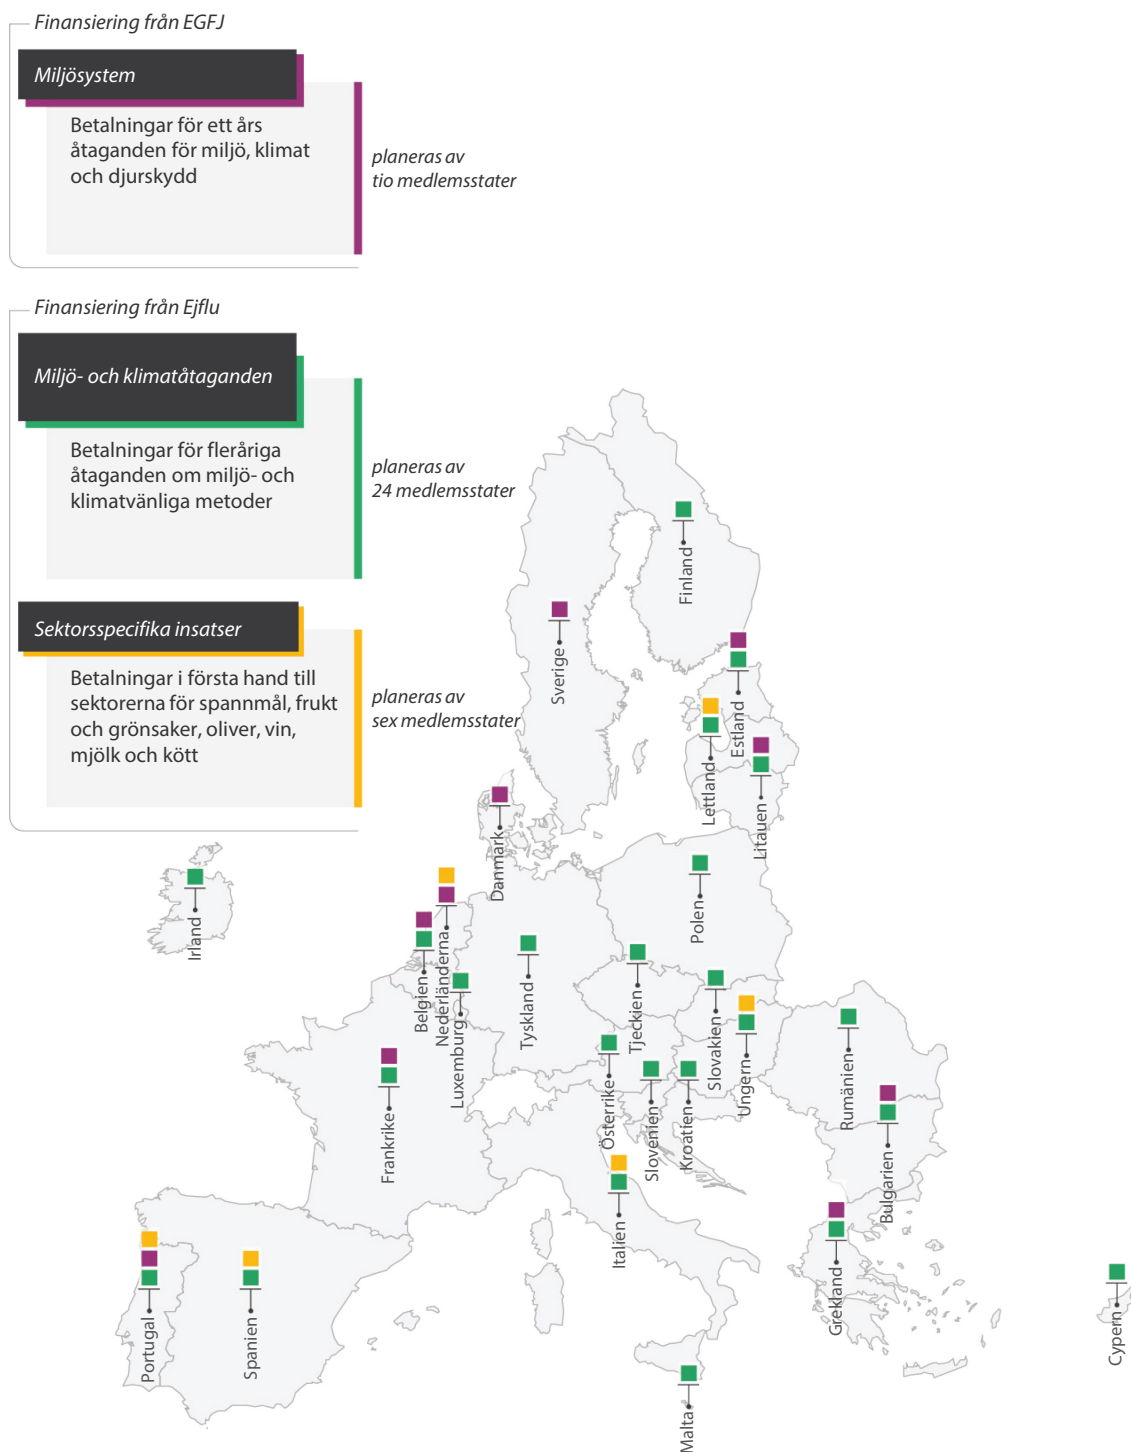 Finansiering från EGFJ
Miljösystem
Betalningar för ett års
åtaganden för miljö, klimat
och djurskydd
planeras av
tio medlemsstater
Finansiering från Ejflu
Miljö- och klimatåtaganden
Betalningar för fleråriga
åtaganden om miljö- och
klimatvänliga metoder
planeras av
24 medlemsstater
Sektorsspecifika insatser
Betalningar i första hand till
sektorerna för spannmål, frukt
och grönsaker, oliver, vin,
mjölk och kött
planeras av
sex medlemsstater
Finland
Sverige
Estland
Lettland
Litauen
Danmark
Irland
Nederländerna
Belgien
Luxemburg
Tyskland
Polen
Tjeckien
Slovakien
Ungern
Österrike
Slovenien
Kroatien
Rumänien
Bulgarien
Frankrike
Italien
Grekland
Portugal
Spanien
Malta
Cypern